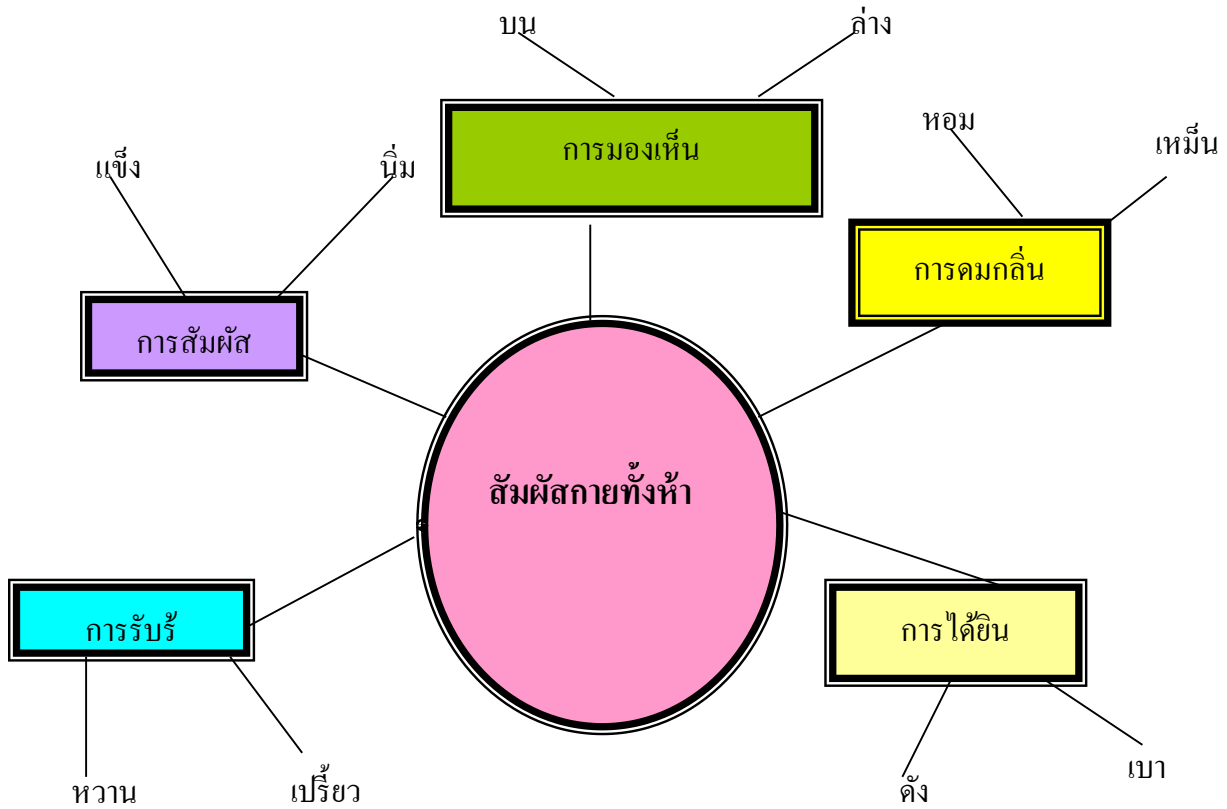 บน
ล่าง
การมองเห็น
หอม
เหม็น
แข็ง
นิ่ม
การดมกลิ่น
การสัมผัส
สัมผัสกายทั้งห้า
การรับรู้
การได้ยิน
หวาน
เปรี้ยว
ดัง
เบา